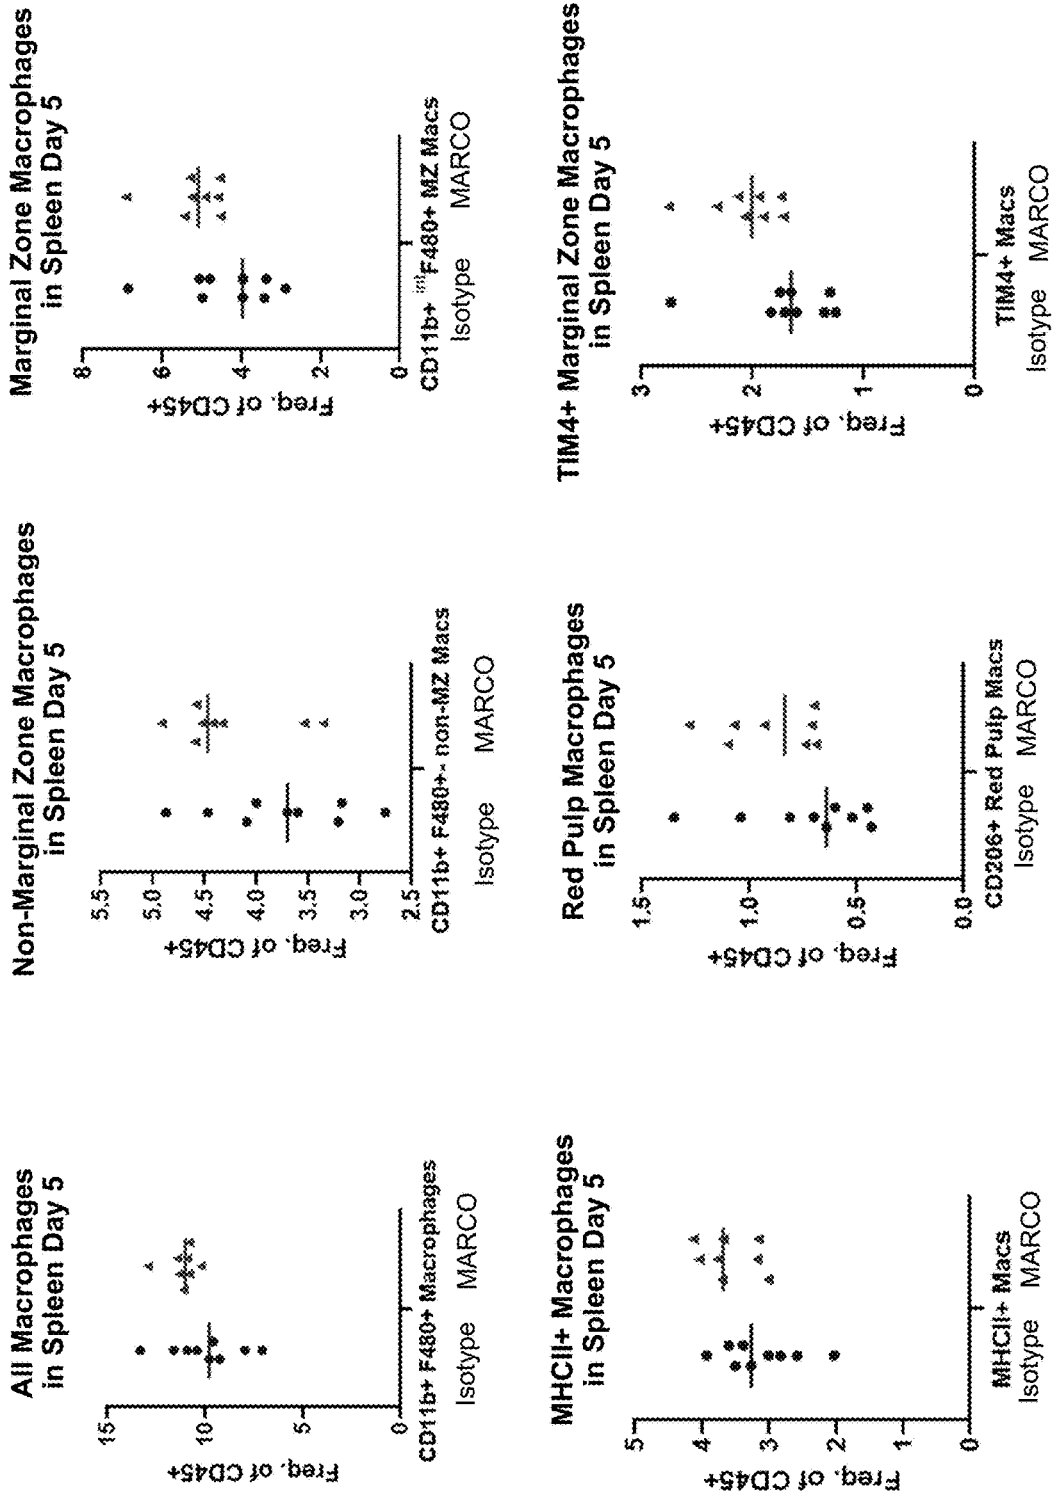 All Macrophages
in Spleen Day 5
Freq. of CD45+
15
10
5
0
CD11b+ F480+ Macrophages
Isotype MARCO
Non-Marginal Zone Macrophages
in Spleen Day 5
Freq. of CD45+
5.5
5.0
4.5
4.0
3.5
3.0
2.5
CD11b+ F480+- non-MZ Macs
Isotype MARCO
Marginal Zone Macrophages
in Spleen Day 5
Freq. of CD45+
8
6
4
2
0
CD11b+ int F480+ MZ Macs
Isotype MARCO
MHCII+ Macrophages
in Spleen Day 5
Freq. of CD45+
5
4
3
2
1
0
MHCII+ Macs
Isotype MARCO
Red Pulp Macrophages
in Spleen Day 5
Freq. of CD45+
1.5
1.0
0.5
0.0
CD206+ Red Pulp Macs
Isotype MARCO
TIM4+ Marginal Zone Macrophages
in Spleen Day 5
Freq. of CD45+
3
2
1
0
TIM4+ Macs
Isotype MARCO